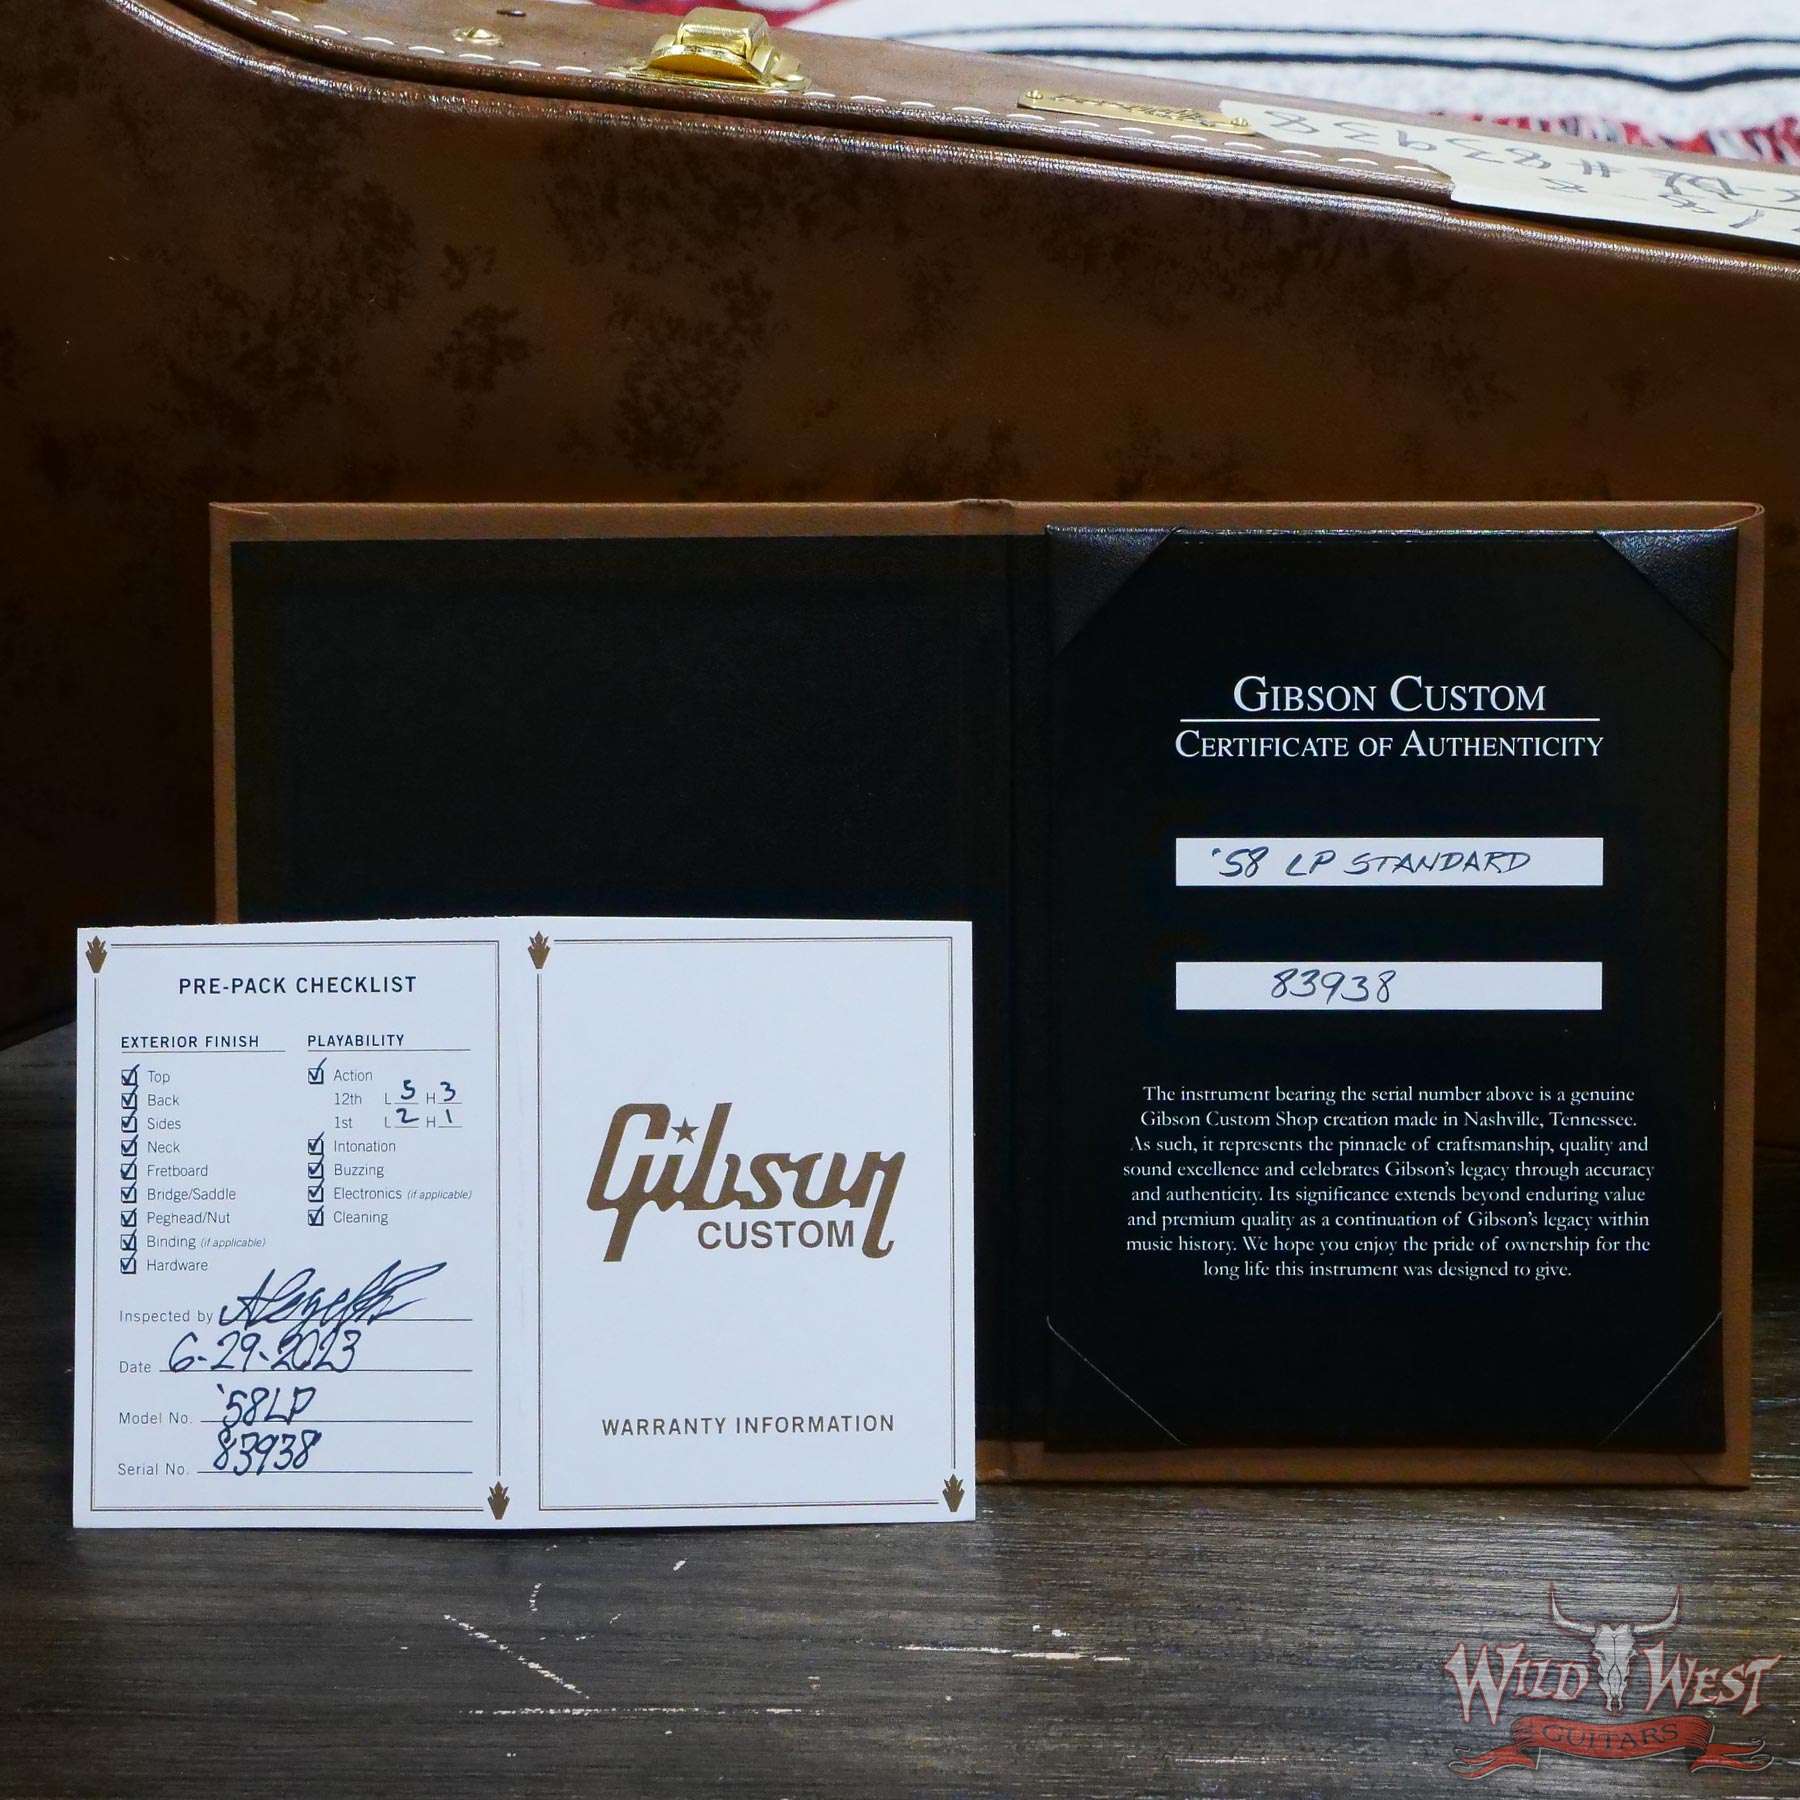 # 83938
GIBSON CUSTOM
CERTIFICATE OF AUTHENTICITY
'58 LP STANDARD
83938
The instrument bearing the serial number above is a genuine
Gibson Custom Shop creation made in Nashville, Tennessee.
As such, it represents the pinnacle of craftsmanship, quality and
sound excellence and celebrates Gibson's legacy through accuracy
and authenticity. Its significance extends beyond enduring value
and premium quality as a continuation of Gibson's legacy within
music history. We hope you enjoy the pride of ownership for the
long life this instrument was designed to give.
PRE-PACK CHECKLIST
EXTERIOR FINISH
Top
Back
Sides
Neck
Fretboard
Bridge/Saddle
Peghead/Nut
Binding (if applicable)
Hardware
PLAYABILITY
Action
12th L 5 H 3
1st L 2 H 1
Intonation
Buzzing
Electronics (if applicable)
Cleaning
Inspected by
Date 6-29-2023
Model No. '58LP
Serial No. 83938
Gibson
CUSTOM
WARRANTY INFORMATION
WILD WEST
GUITARS